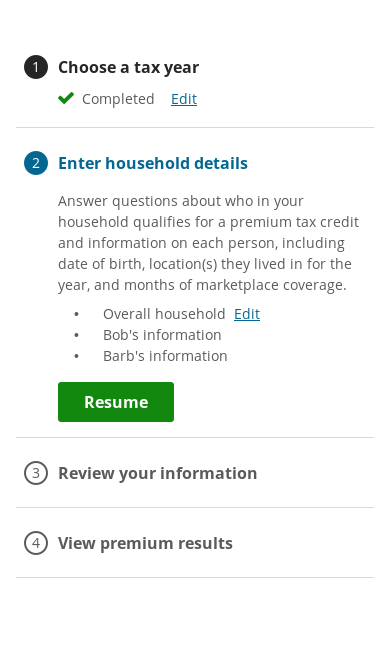 1 Choose a tax year
Completed Edit
2 Enter household details
Answer questions about who in your
household qualifies for a premium tax credit
and information on each person, including
date of birth, location(s) they lived in for the
year, and months of marketplace coverage.
• Overall household Edit
• Bob's information
• Barb's information
Resume
3 Review your information
4 View premium results